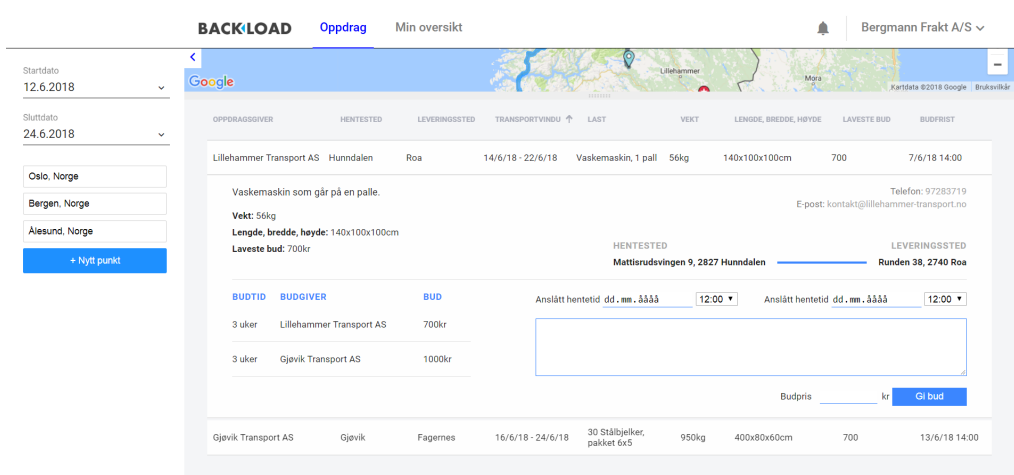 BACKLOAD Oppdrag Min oversikt Bergmann Frakt A/S
Startdato
12.6.2018
Sluttdato
24.6.2018
Oslo, Norge
Bergen, Norge
Ålesund, Norge
+ Nytt punkt
Google
Lillehammer
Mora
Kartdata ©2018 Google Bruksvilkår
OPPDRAGSGIVER HENTESTED LEVERINGSSTED TRANSPORTVINDU LAST VEKT LENGDE, BREDDE, HØYDE LAVESTE BUD BUDFRIST
Lillehammer Transport AS Hunndalen Roa 14/6/18 - 22/6/18 Vaskemaskin, 1 pall 56kg 140x100x100cm 700 7/6/18 14:00
Vaskemaskin som går på en palle.
Vekt: 56kg
Lengde, bredde, høyde: 140x100x100cm
Laveste bud: 700kr
Telefon: 97283719
E-post: kontakt@lillehammer-transport.no
HENTESTED LEVERINGSSTED
Mattisrudsvingen 9, 2827 Hunndalen Runden 38, 2740 Roa
BUDTID BUDGIVER BUD
3 uker Lillehammer Transport AS 700kr
3 uker Gjøvik Transport AS 1000kr
Anslått hentetid dd.mm.åååå 12:00 Anslått hentetid dd.mm.åååå 12:00
Budpris kr Gi bud
Gjøvik Transport AS Gjøvik Fagernes 16/6/18 - 24/6/18 30 Stålbjelker, 950kg 400x80x60cm 700 13/6/18 14:00
pakket 6x5